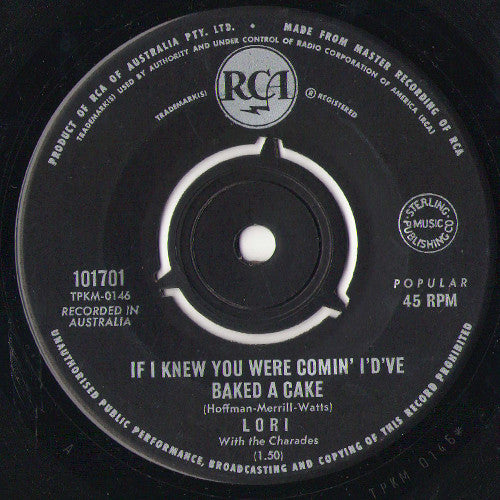 PRODUCT OF RCA OF AUSTRALIA PTY. LTD. • MADE FROM MASTER RECORDING OF RCA
TRADEMARK(S) USED BY AUTHORITY AND UNDER CONTROL OF RADIO CORPORATION OF AMERICA (RCA)
RCA
TRADEMARK(S) ® REGISTERED
STERLING
MUSIC
PUBLISHING CO.
101701
TPKM-0146
RECORDED IN
AUSTRALIA
POPULAR
45 RPM
IF I KNEW YOU WERE COMIN' I'D'VE
BAKED A CAKE
(Hoffman-Merrill-Watts)
LORI
With the Charades
(1.50)
UNAUTHORISED PUBLIC PERFORMANCE, BROADCASTING AND COPYING OF THIS RECORD PROHIBITED
A
TPKM 0146*